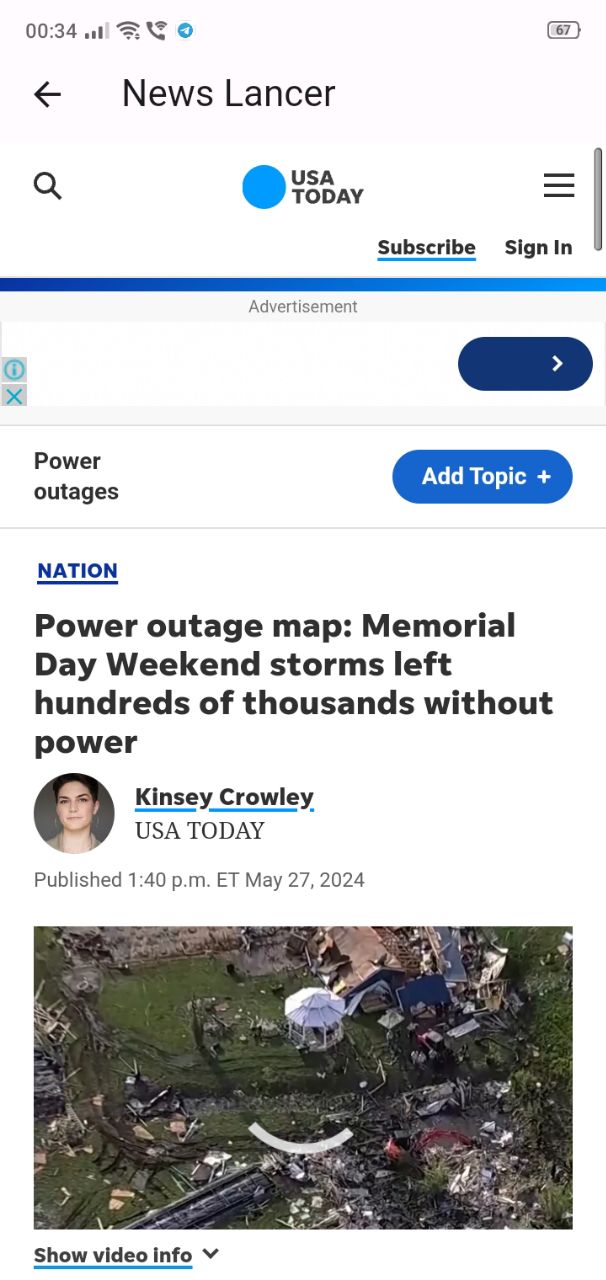 00:34
67
News Lancer
USA
TODAY
Subscribe Sign In
Advertisement
Power
outages
Add Topic +
NATION
Power outage map: Memorial
Day Weekend storms left
hundreds of thousands without
power
Kinsey Crowley
USA TODAY
Published 1:40 p.m. ET May 27, 2024
Show video info